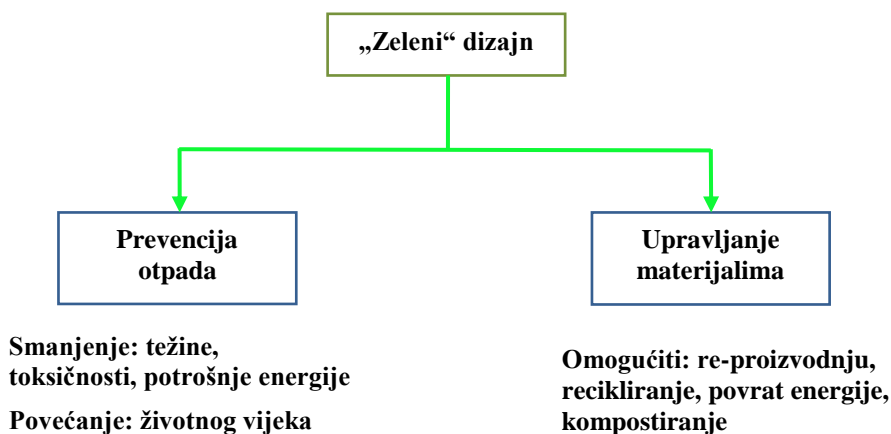 „Zeleni“ dizajn
Prevencija
otpada
Upravljanje
materijalima
Smanjenje: težine,
toksičnosti, potrošnje energije
Povećanje: životnog vijeka
Omogućiti: re-proizvodnju,
recikliranje, povrat energije,
kompostiranje